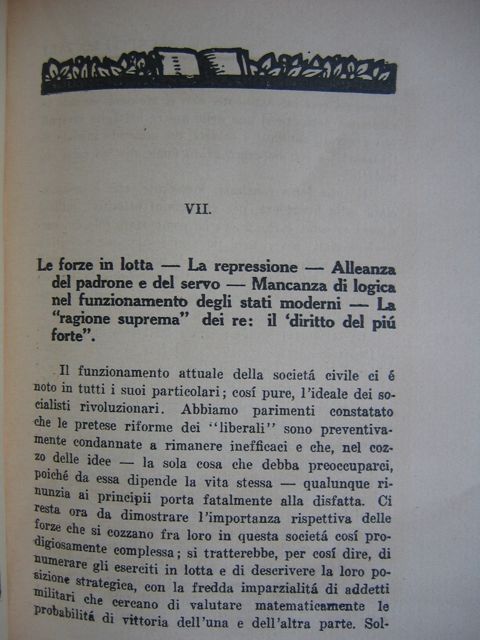 VII.
Le forze in lotta — La repressione — Alleanza
del padrone e del servo — Mancanza di logica
nel funzionamento degli stati moderni — La
"ragione suprema" dei re: il 'diritto del piú
forte".
Il funzionamento attuale della societá civile ci é
noto in tutti i suoi particolari; cosí pure, l'ideale dei so-
cialisti rivoluzionari. Abbiamo parimenti constatato
che le pretese riforme dei "liberali" sono preventiva-
mente condannate a rimanere inefficaci e che, nel coz-
zo delle idee — la sola cosa che debba preoccuparci,
poiché da essa dipende la vita stessa — qualunque ri-
nunzia ai principii porta fatalmente alla disfatta. Ci
resta ora da dimostrare l'importanza rispettiva delle
forze che si cozzano fra loro in questa societá cosí pro-
digiosamente complessa; si tratterebbe, per cosí dire, di
numerare gli eserciti in lotta e di descrivere la loro po-
sizione strategica, con la fredda imparzialitá di addetti
militari che cercano di valutare matematicamente le
probabilitá di vittoria dell'una e dell'altra parte. Sol-